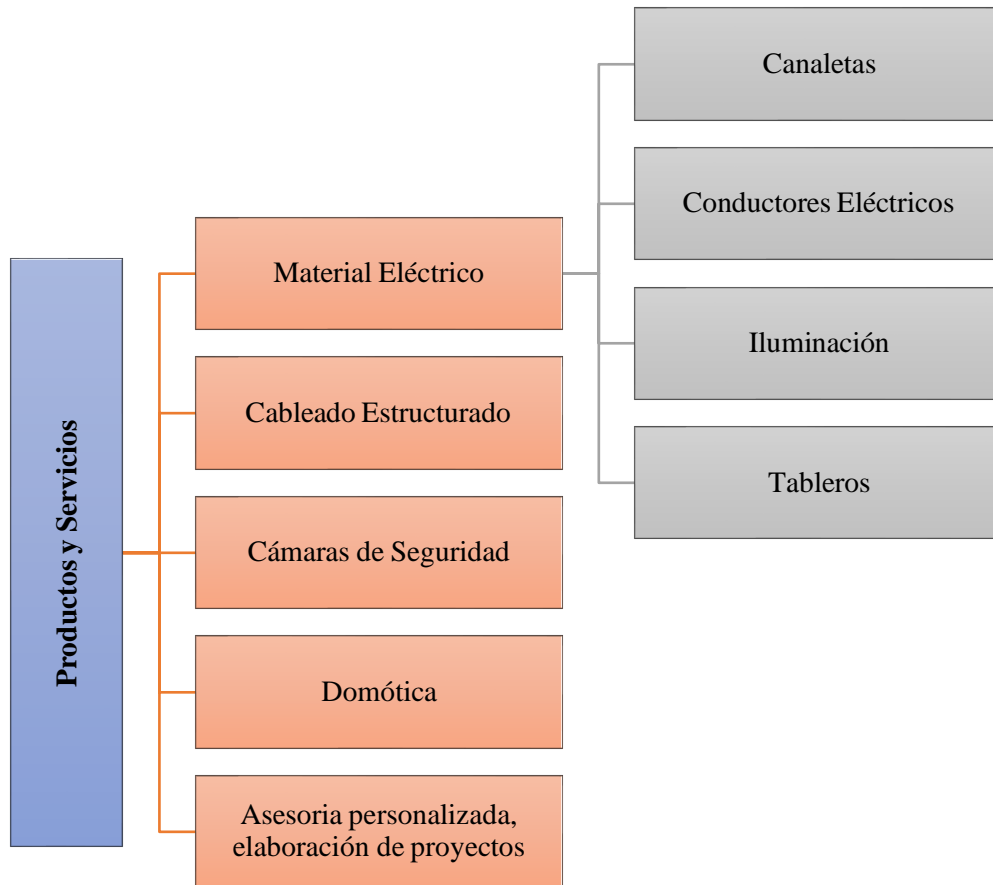 Productos y Servicios
Material Eléctrico
Cableado Estructurado
Cámaras de Seguridad
Domótica
Asesoria personalizada,
elaboración de proyectos
Canaletas
Conductores Eléctricos
Iluminación
Tableros